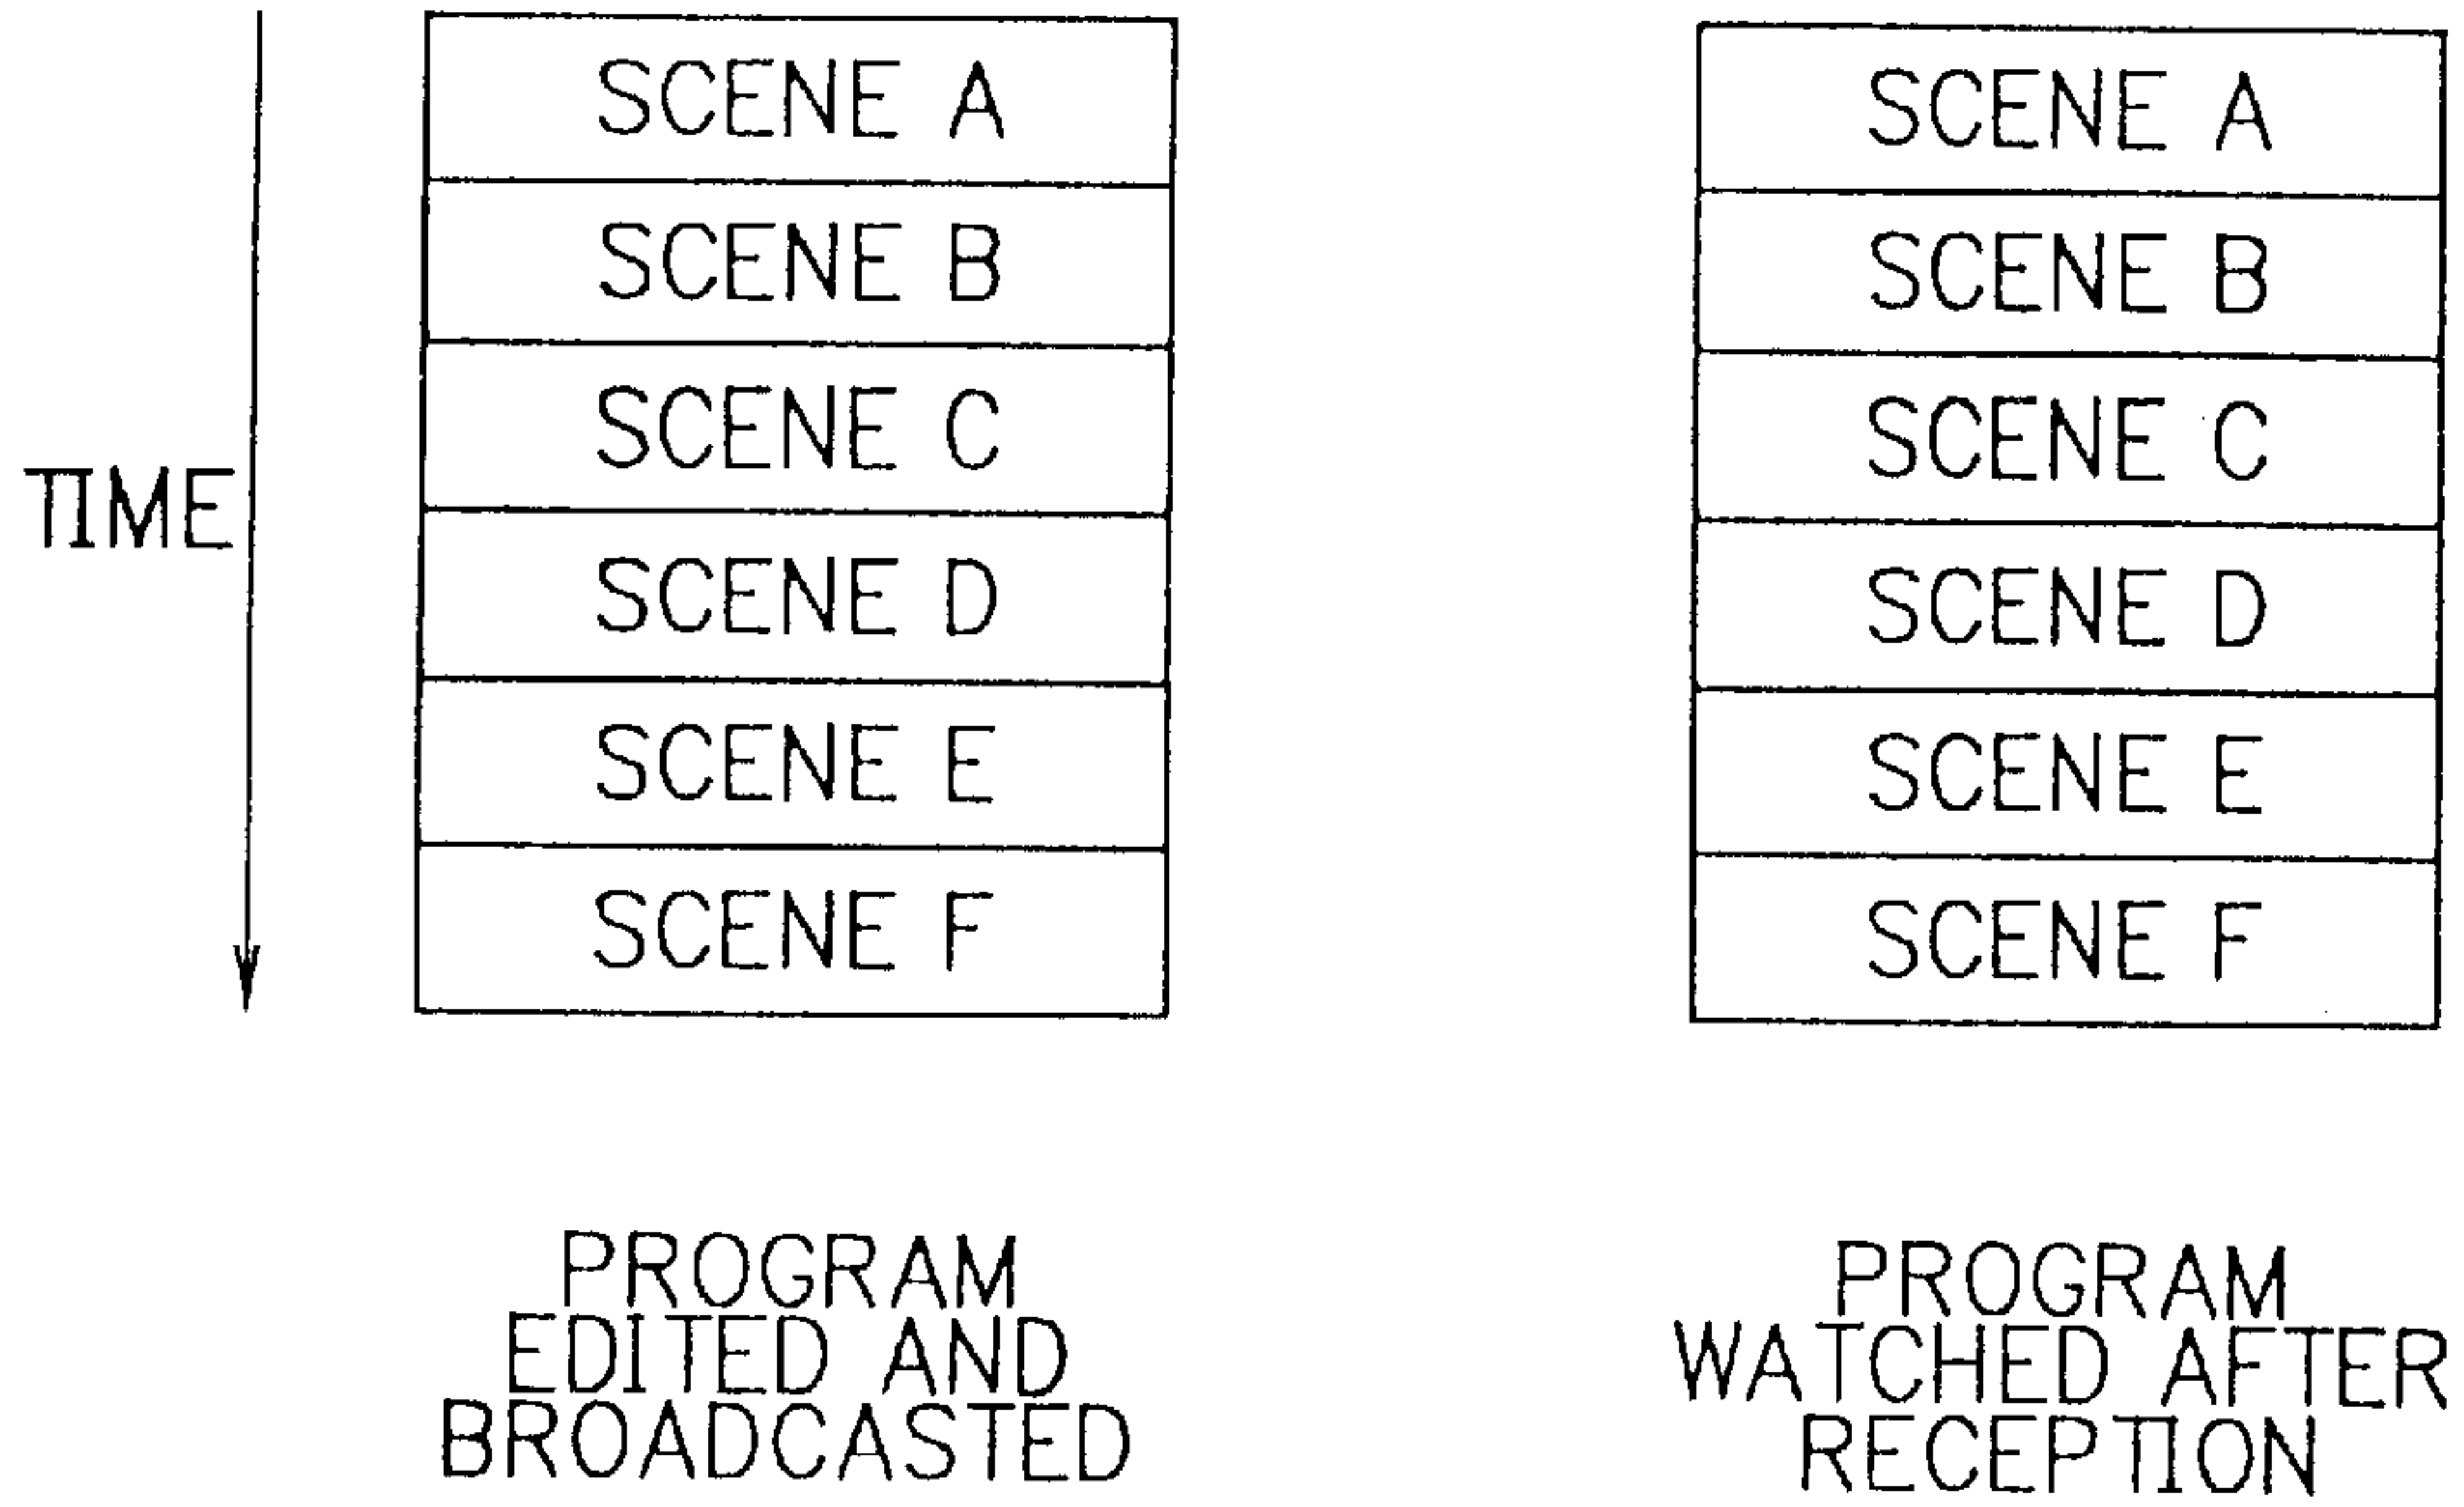 TIME
SCENE A
SCENE B
SCENE C
SCENE D
SCENE E
SCENE F
PROGRAM
EDITED AND
BROADCASTED
SCENE A
SCENE B
SCENE C
SCENE D
SCENE E
SCENE F
PROGRAM
WATCHED AFTER
RECEPTION